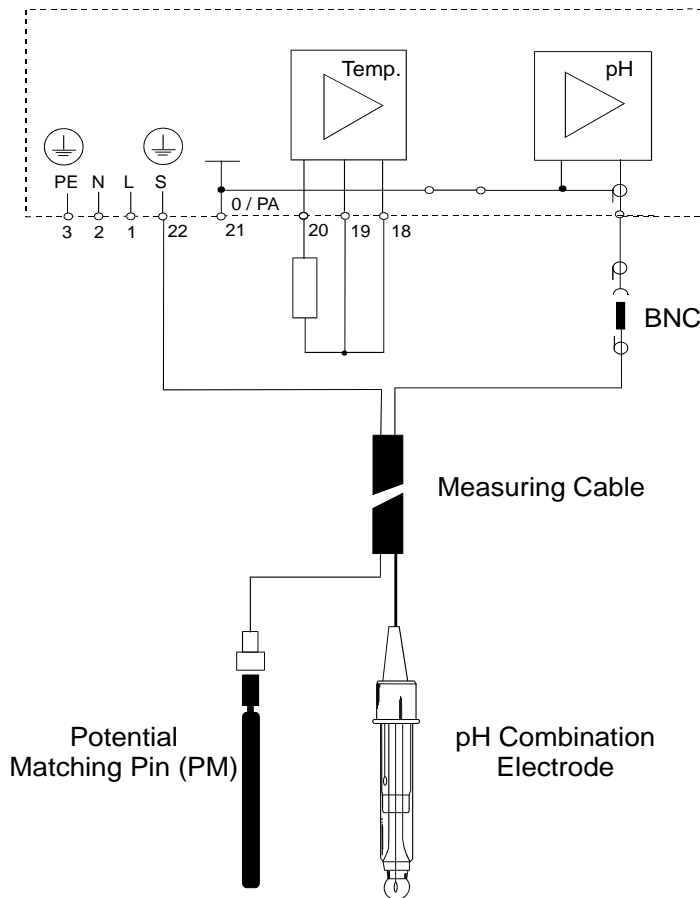 Temp.
pH
PE N L S
0 / PA
3 2 1 22 21 20 19 18
BNC
Measuring Cable
Potential
Matching Pin (PM)
pH Combination
Electrode